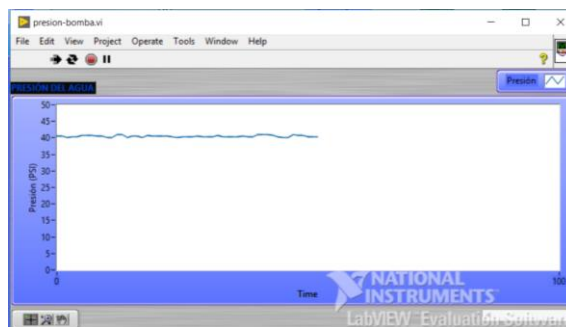 presion-bomba.vi
File Edit View Project Operate Tools Window Help
PRESIÓN DEL AGUA
Presión
50
45
40
35
30
25
20
15
10
5
0
Presión (PSI)
0
100
Time
NATIONAL
INSTRUMENTS
LabVIEW Evaluation Software